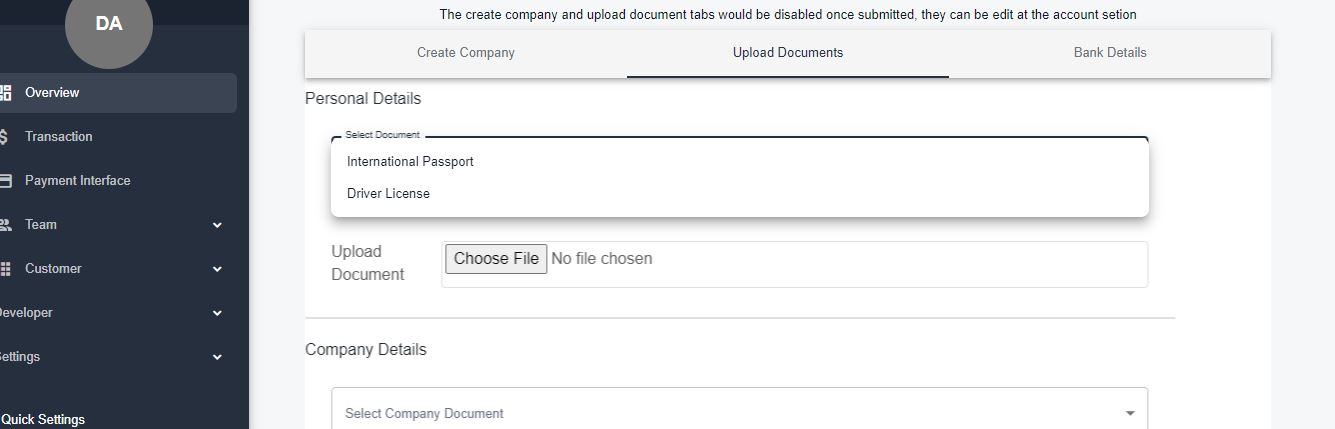 DA
Overview
Transaction
Payment Interface
Team
Customer
Developer
ettings
Quick Settings
The create company and upload document tabs would be disabled once submitted, they can be edit at the account setion
Create Company
Upload Documents
Bank Details
Personal Details
Select Document
International Passport
Driver License
Upload
Document
Choose File No file chosen
Company Details
Select Company Document